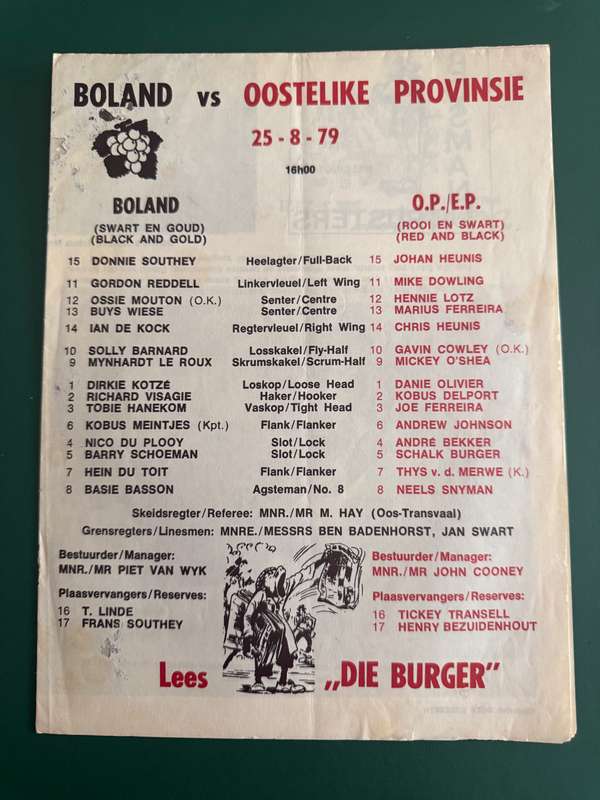 BOLAND vs OOSTELIKE PROVINSIE
25 - 8 - 79
16h00
BOLAND
(SWART EN GOUD)
(BLACK AND GOLD)
O.P./E.P.
(ROOI EN SWART)
(RED AND BLACK)
15 DONNIE SOUTHEY Heelagter/Full-Back 15 JOHAN HEUNIS
11 GORDON REDDELL Linkervleuel/Left Wing 11 MIKE DOWLING
12 OSSIE MOUTON (O.K.) Senter/Centre 12 HENNIE LOTZ
13 BUYS WIESE Senter/Centre 13 MARIUS FERREIRA
14 IAN DE KOCK Regtervleuel/Right Wing 14 CHRIS HEUNIS
10 SOLLY BARNARD Losskakel/Fly-Half 10 GAVIN COWLEY (O.K.)
9 MYNHARDT LE ROUX Skrumskakel/Scrum-Half 9 MICKEY O'SHEA
1 DIRKIE KOTZÉ Loskop/Loose Head 1 DANIE OLIVIER
2 RICHARD VISAGIE Haker/Hooker 2 KOBUS DELPORT
3 TOBIE HANEKOM Vaskop/Tight Head 3 JOE FERREIRA
6 KOBUS MEINTJES (Kpt.) Flank/Flanker 6 ANDREW JOHNSON
4 NICO DU PLOOY Slot/Lock 4 ANDRÉ BEKKER
5 BARRY SCHOEMAN Slot/Lock 5 SCHALK BURGER
7 HEIN DU TOIT Flank/Flanker 7 THYS v. d. MERWE (K.)
8 BASIE BASSON Agsteman/No. 8 8 NEELS SNYMAN
Skeidsregter/Referee: MNR./MR M. HAY (Oos-Transvaal)
Grensregters/Linesmen: MNRE./MESSRS BEN BADENHORST, JAN SWART
Bestuurder/Manager:
MNR./MR PIET VAN WYK
Plaasvervangers/Reserves:
16 T. LINDE
17 FRANS SOUTHEY
Bestuurder/Manager:
MNR./MR JOHN COONEY
Plaasvervangers/Reserves:
16 TICKEY TRANSELL
17 HENRY BEZUIDENHOUT
Lees „DIE BURGER”